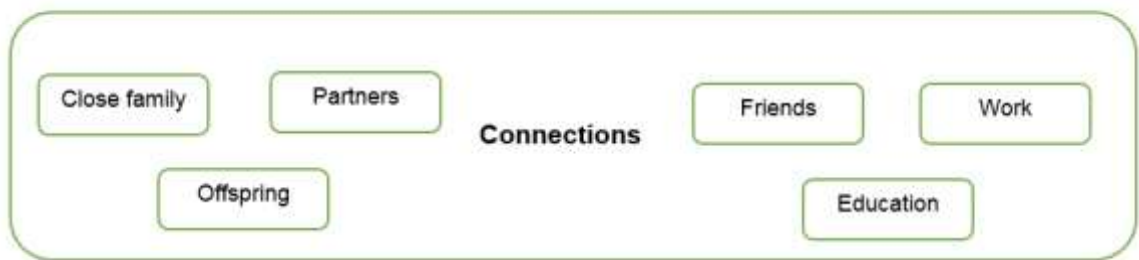 Close family
Partners
Offspring
Connections
Friends
Work
Education